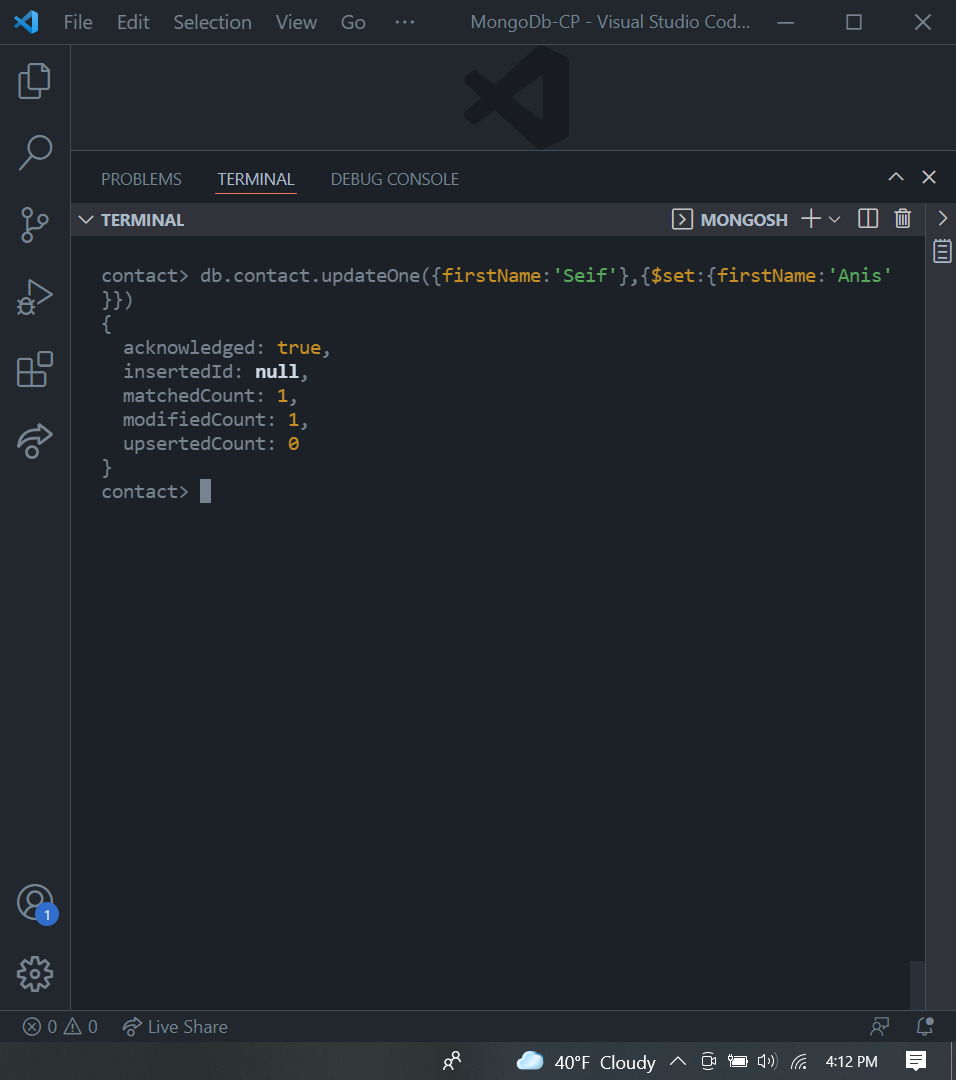 File Edit Selection View Go ··· MongoDb-CP - Visual Studio Cod...
PROBLEMS TERMINAL DEBUG CONSOLE
TERMINAL MONGOSH
contact> db.contact.updateOne({firstName:'Seif'},{$set:{firstName:'Anis'
}})
{
acknowledged: true,
insertedId: null,
matchedCount: 1,
modifiedCount: 1,
upsertedCount: 0
}
contact>
1
0 0 Live Share
40°F Cloudy 4:12 PM